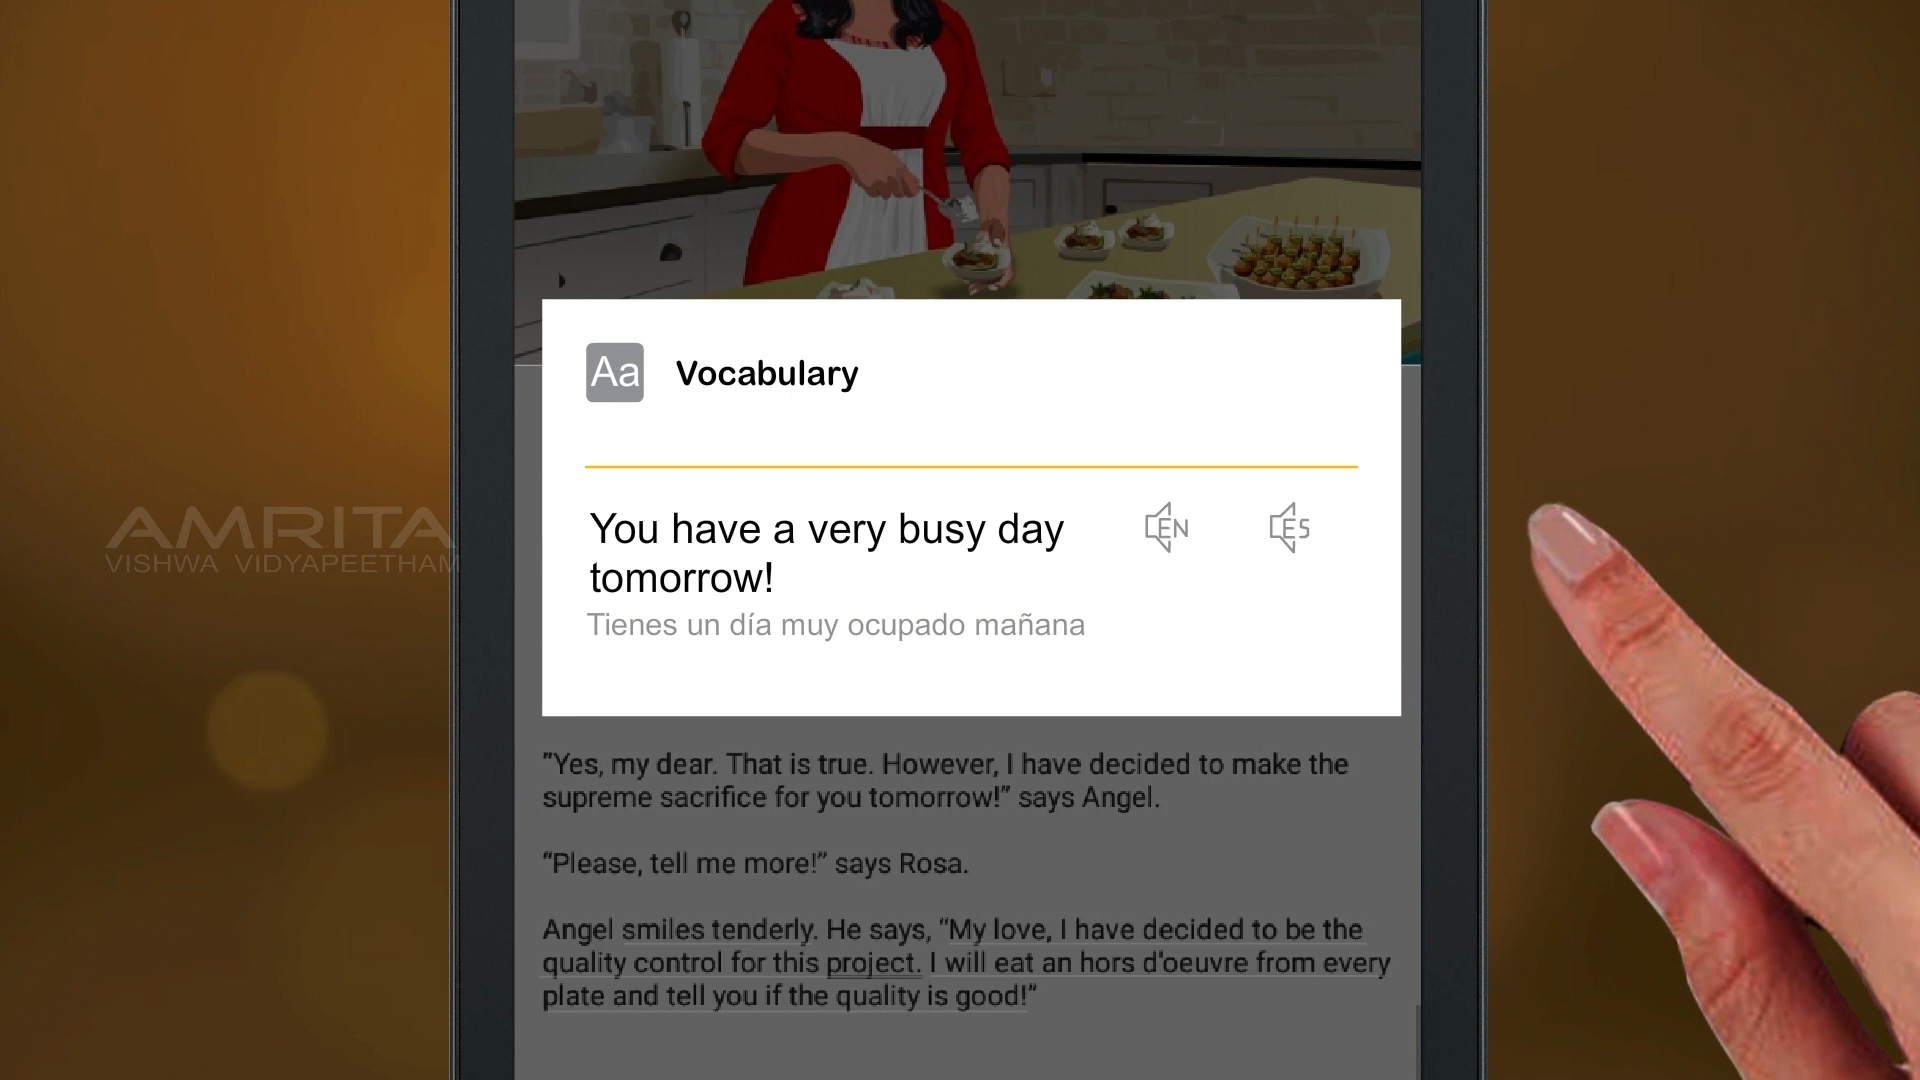 Aa Vocabulary
You have a very busy day
tomorrow!
EN
ES
Tienes un día muy ocupado mañana
AMRITA
VISHWA VIDYAPEETHAM
"Yes, my dear. That is true. However, I have decided to make the
supreme sacrifice for you tomorrow!" says Angel.
"Please, tell me more!" says Rosa.
Angel smiles tenderly. He says, "My love, I have decided to be the
quality control for this project. I will eat an hors d'oeuvre from every
plate and tell you if the quality is good!"